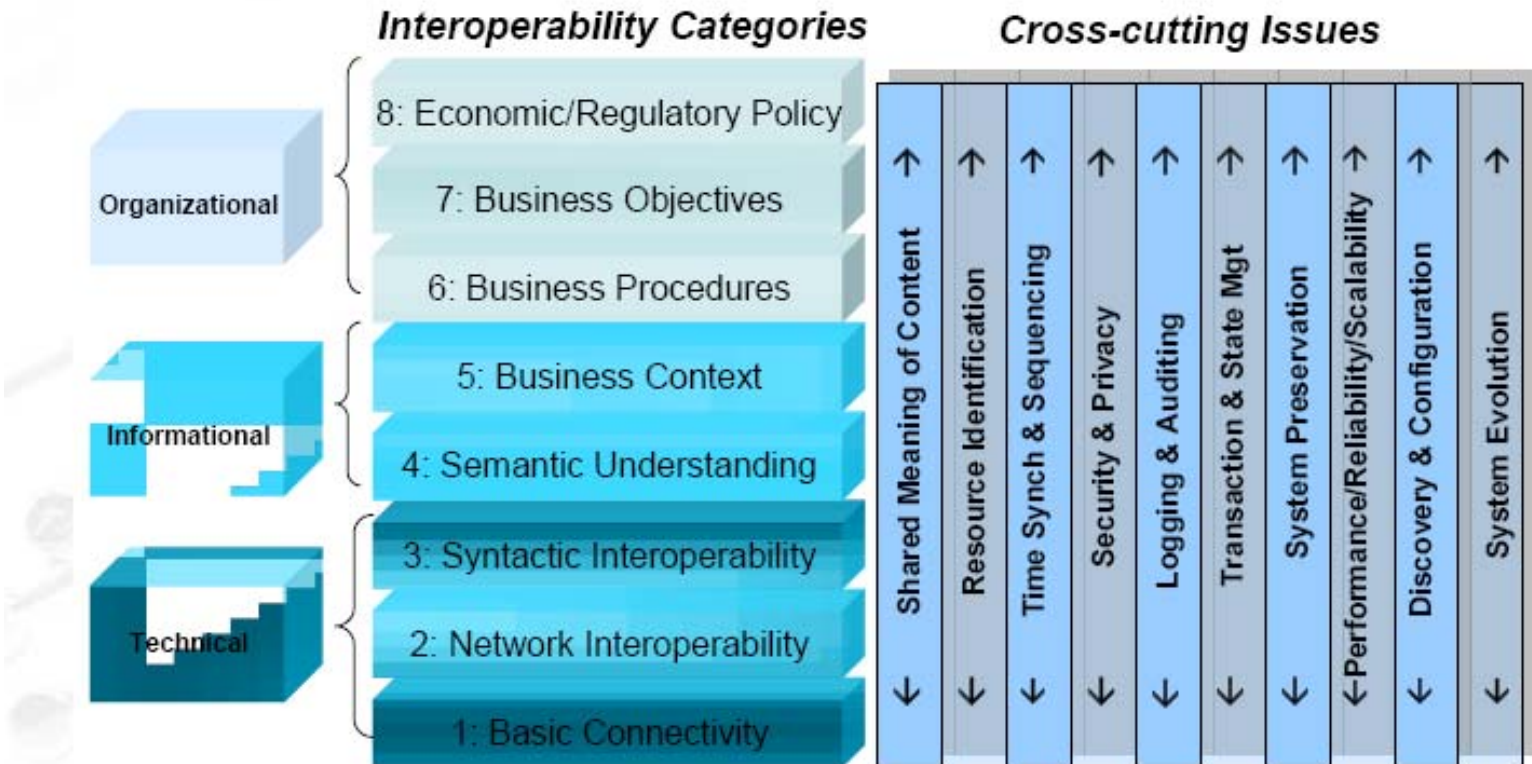 Interoperability Categories
Cross-cutting Issues
Organizational
8: Economic/Regulatory Policy
7: Business Objectives
6: Business Procedures
Informational
5: Business Context
4: Semantic Understanding
Technical
3: Syntactic Interoperability
2: Network Interoperability
1: Basic Connectivity
Shared Meaning of Content
Resource Identification
Time Synch & Sequencing
Security & Privacy
Logging & Auditing
Transaction & State Mgt
System Preservation
Performance/Reliability/Scalability
Discovery & Configuration
System Evolution